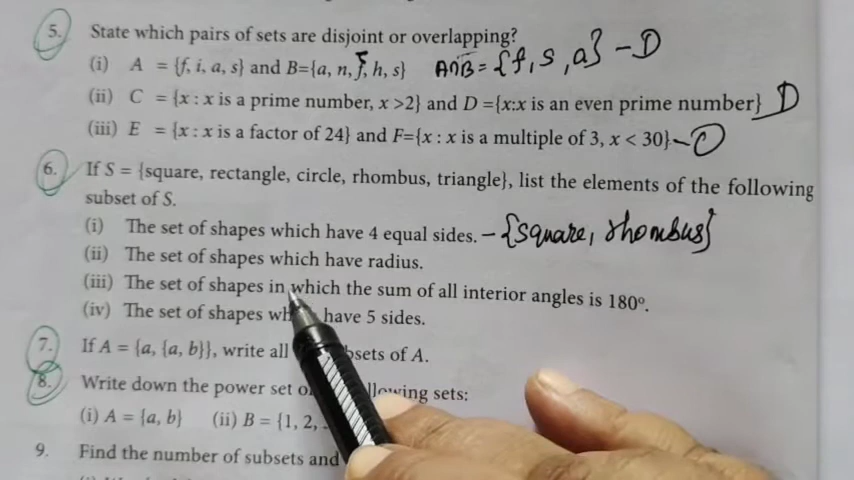 5. State which pairs of sets are disjoint or overlapping?
(i) A = {f, i, a, s} and B={a, n, f, h, s} A∩B = {f, s, a} - D
(ii) C = {x : x is a prime number, x >2} and D ={x:x is an even prime number} D
(iii) E = {x : x is a factor of 24} and F={x : x is a multiple of 3, x < 30} - O
6. If S = {square, rectangle, circle, rhombus, triangle}, list the elements of the following
subset of S.
(i) The set of shapes which have 4 equal sides. - {square, rhombus}
(ii) The set of shapes which have radius.
(iii) The set of shapes in which the sum of all interior angles is 180º.
(iv) The set of shapes wh have 5 sides.
7. If A = {a, {a, b}}, write all bsets of A.
8. Write down the power set o llowing sets:
(i) A = {a, b} (ii) B = {1, 2,
9. Find the number of subsets and